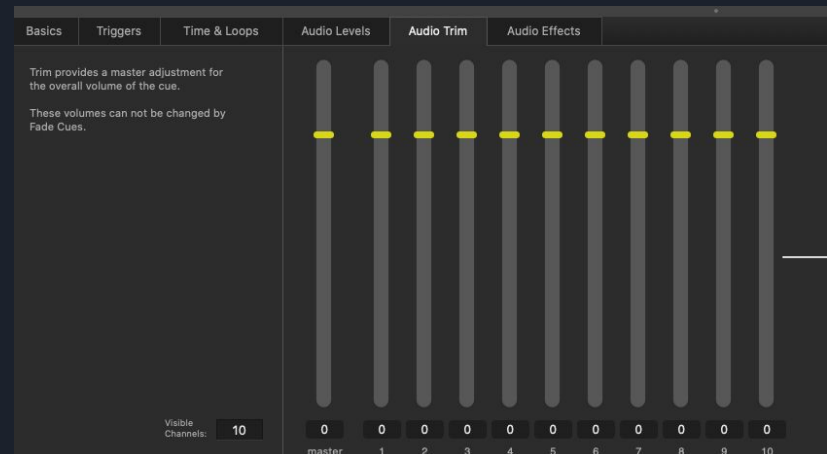 Basics Triggers Time & Loops Audio Levels Audio Trim Audio Effects
Trim provides a master adjustment for
the overall volume of the cue.
These volumes can not be changed by
Fade Cues.
Visible
Channels: 10
0 0 0 0 0 0 0 0 0 0 0
master 1 2 3 4 5 6 7 8 9 10